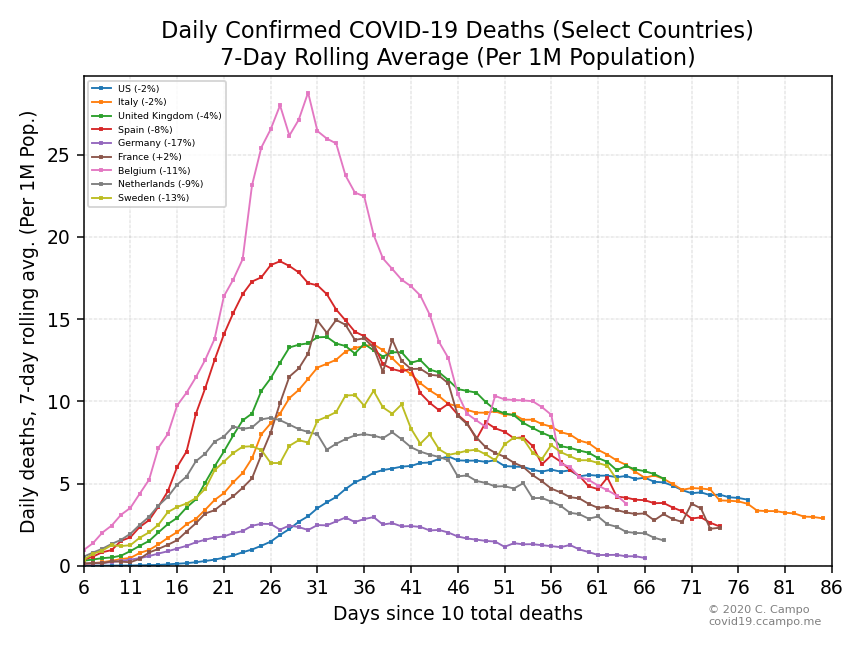 Daily Confirmed COVID-19 Deaths (Select Countries)
7-Day Rolling Average (Per 1M Population)
US (-2%)
Italy (-2%)
United Kingdom (-4%)
Spain (-8%)
Germany (-17%)
France (+2%)
Belgium (-11%)
Netherlands (-9%)
Sweden (-13%)
Daily deaths, 7-day rolling avg. (Per 1M Pop.)
25
20
15
10
5
0
6 11 16 21 26 31 36 41 46 51 56 61 66 71 76 81 86
Days since 10 total deaths
© 2020 C. Campo
covid19.ccampo.me